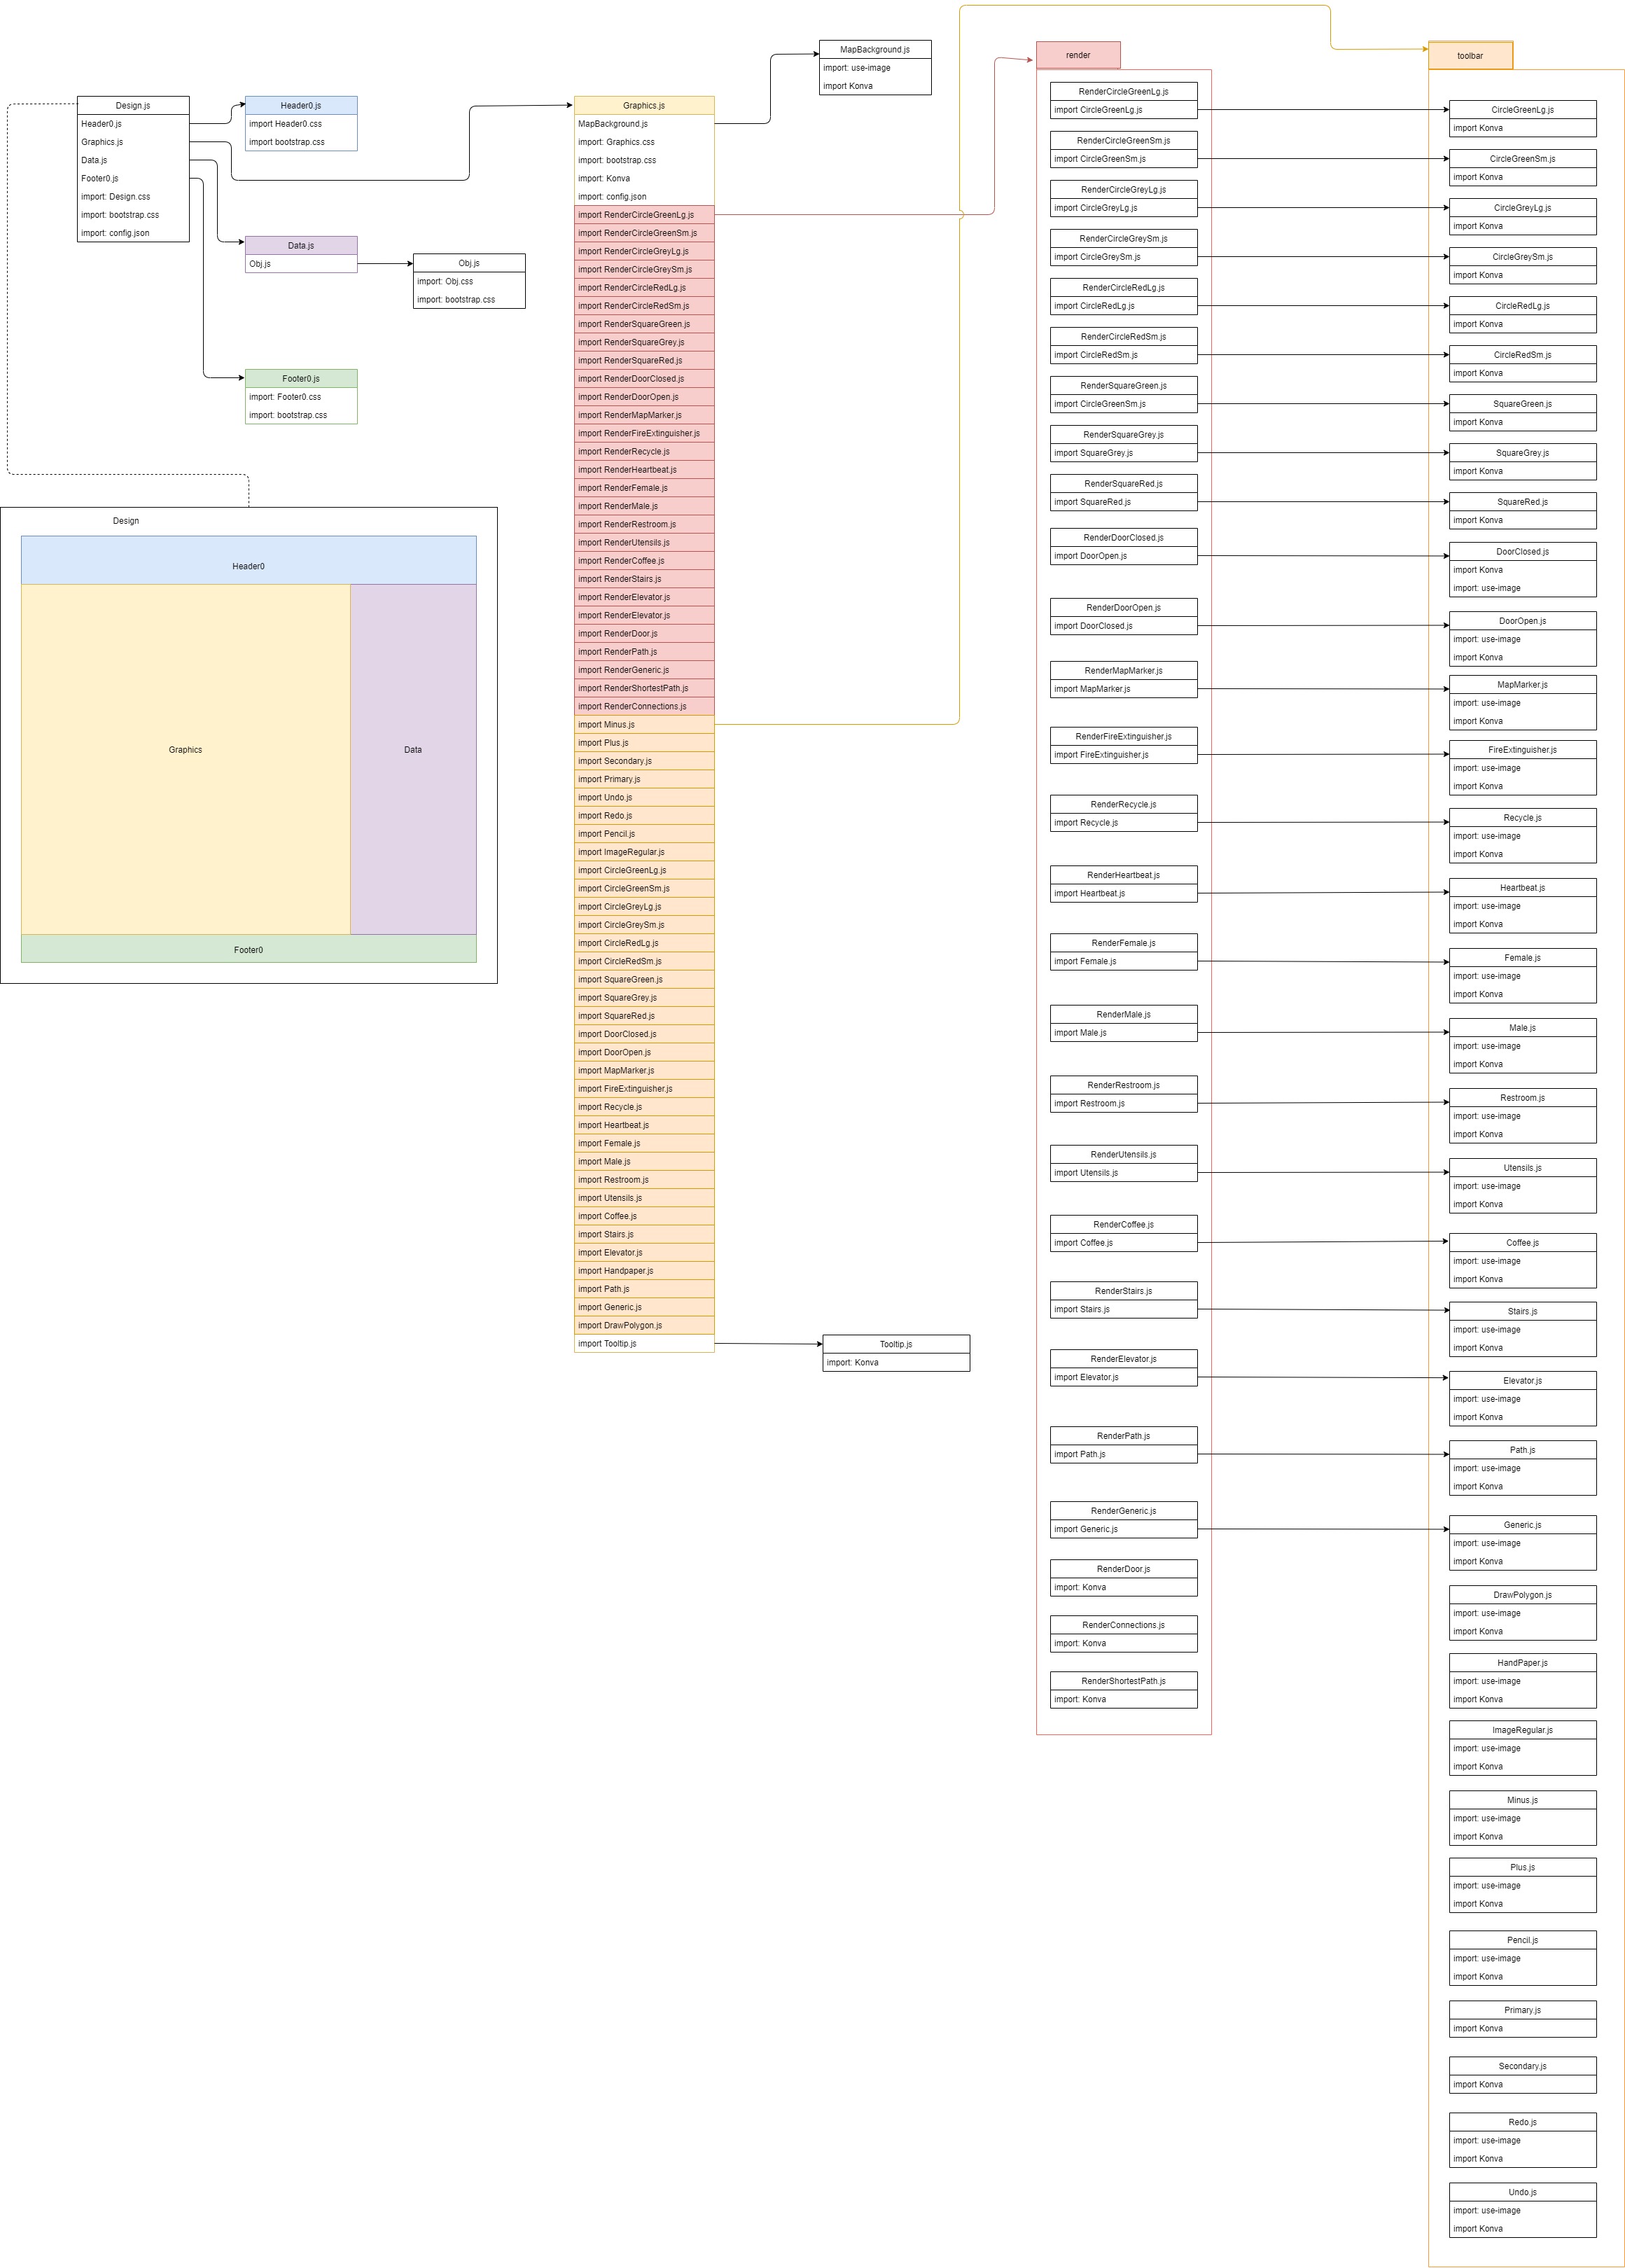 Design.js
Header0.js
Graphics.js
Data.js
Footer0.js
import: Design.css
import: bootstrap.css
import: config.json
Header0.js
import Header0.css
import bootstrap.css
Data.js
Obj.js
Obj.js
import: Obj.css
import: bootstrap.css
Footer0.js
import: Footer0.css
import: bootstrap.css
Design
Header0
Graphics
Data
Footer0
Graphics.js
MapBackground.js
import: Graphics.css
import: bootstrap.css
import: Konva
import: config.json
import RenderCircleGreenLg.js
import RenderCircleGreenSm.js
import RenderCircleGreyLg.js
import RenderCircleGreySm.js
import RenderCircleRedLg.js
import RenderCircleRedSm.js
import RenderSquareGreen.js
import RenderSquareGrey.js
import RenderSquareRed.js
import RenderDoorClosed.js
import RenderDoorOpen.js
import RenderMapMarker.js
import RenderFireExtinguisher.js
import RenderRecycle.js
import RenderHeartbeat.js
import RenderFemale.js
import RenderMale.js
import RenderRestroom.js
import RenderUtensils.js
import RenderCoffee.js
import RenderStairs.js
import RenderElevator.js
import RenderElevator.js
import RenderDoor.js
import RenderPath.js
import RenderGeneric.js
import RenderShortestPath.js
import RenderConnections.js
import Minus.js
import Plus.js
import Secondary.js
import Primary.js
import Undo.js
import Redo.js
import Pencil.js
import ImageRegular.js
import CircleGreenLg.js
import CircleGreenSm.js
import CircleGreyLg.js
import CircleGreySm.js
import CircleRedLg.js
import CircleRedSm.js
import SquareGreen.js
import SquareGrey.js
import SquareRed.js
import DoorClosed.js
import DoorOpen.js
import MapMarker.js
import FireExtinguisher.js
import Recycle.js
import Heartbeat.js
import Female.js
import Male.js
import Restroom.js
import Utensils.js
import Coffee.js
import Stairs.js
import Elevator.js
import Handpaper.js
import Path.js
import Generic.js
import DrawPolygon.js
import Tooltip.js
MapBackground.js
import: use-image
import Konva
Tooltip.js
import: Konva
render
RenderCircleGreenLg.js
import CircleGreenLg.js
RenderCircleGreenSm.js
import CircleGreenSm.js
RenderCircleGreyLg.js
import CircleGreyLg.js
RenderCircleGreySm.js
import CircleGreySm.js
RenderCircleRedLg.js
import CircleRedLg.js
RenderCircleRedSm.js
import CircleRedSm.js
RenderSquareGreen.js
import CircleGreenSm.js
RenderSquareGrey.js
import SquareGrey.js
RenderSquareRed.js
import SquareRed.js
RenderDoorClosed.js
import DoorOpen.js
RenderDoorOpen.js
import DoorClosed.js
RenderMapMarker.js
import MapMarker.js
RenderFireExtinguisher.js
import FireExtinguisher.js
RenderRecycle.js
import Recycle.js
RenderHeartbeat.js
import Heartbeat.js
RenderFemale.js
import Female.js
RenderMale.js
import Male.js
RenderRestroom.js
import Restroom.js
RenderUtensils.js
import Utensils.js
RenderCoffee.js
import Coffee.js
RenderStairs.js
import Stairs.js
RenderElevator.js
import Elevator.js
RenderPath.js
import Path.js
RenderGeneric.js
import Generic.js
RenderDoor.js
import: Konva
RenderConnections.js
import: Konva
RenderShortestPath.js
import: Konva
toolbar
CircleGreenLg.js
import Konva
CircleGreenSm.js
import Konva
CircleGreyLg.js
import Konva
CircleGreySm.js
import Konva
CircleRedLg.js
import Konva
CircleRedSm.js
import Konva
SquareGreen.js
import Konva
SquareGrey.js
import Konva
SquareRed.js
import Konva
DoorClosed.js
import Konva
import: use-image
DoorOpen.js
import: use-image
import Konva
MapMarker.js
import: use-image
import Konva
FireExtinguisher.js
import: use-image
import Konva
Recycle.js
import: use-image
import Konva
Heartbeat.js
import: use-image
import Konva
Female.js
import: use-image
import Konva
Male.js
import: use-image
import Konva
Restroom.js
import: use-image
import Konva
Utensils.js
import: use-image
import Konva
Coffee.js
import: use-image
import Konva
Stairs.js
import: use-image
import Konva
Elevator.js
import: use-image
import Konva
Path.js
import: use-image
import Konva
Generic.js
import: use-image
import Konva
DrawPolygon.js
import: use-image
import Konva
HandPaper.js
import: use-image
import Konva
ImageRegular.js
import: use-image
import Konva
Minus.js
import: use-image
import Konva
Plus.js
import: use-image
import Konva
Pencil.js
import: use-image
import Konva
Primary.js
import Konva
Secondary.js
import Konva
Redo.js
import: use-image
import Konva
Undo.js
import: use-image
import Konva